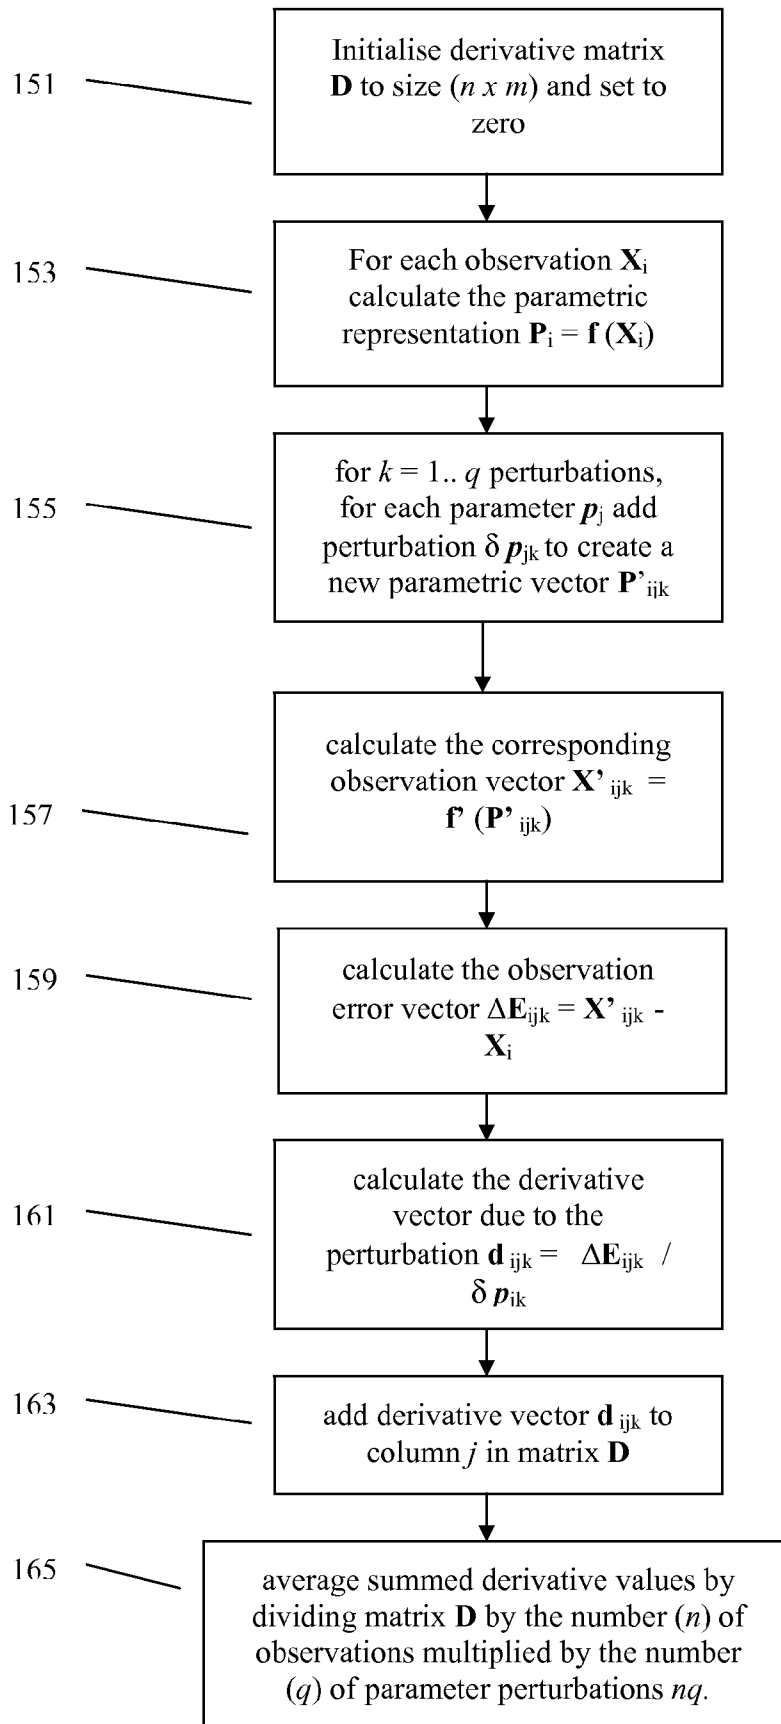 151
Initialise derivative matrix
D to size (n x m) and set to
zero
153
For each observation Xi
calculate the parametric
representation Pi = f (Xi)
155
for k = 1.. q perturbations,
for each parameter pj add
perturbation δ pjk to create a
new parametric vector P’ijk
157
calculate the corresponding
observation vector X’ ijk =
f’ (P’ ijk)
159
calculate the observation
error vector ΔEijk = X’ ijk -
Xi
161
calculate the derivative
vector due to the
perturbation d ijk = ΔEijk /
δ pik
163
add derivative vector d ijk to
column j in matrix D
165
average summed derivative values by
dividing matrix D by the number (n) of
observations multiplied by the number
(q) of parameter perturbations nq.